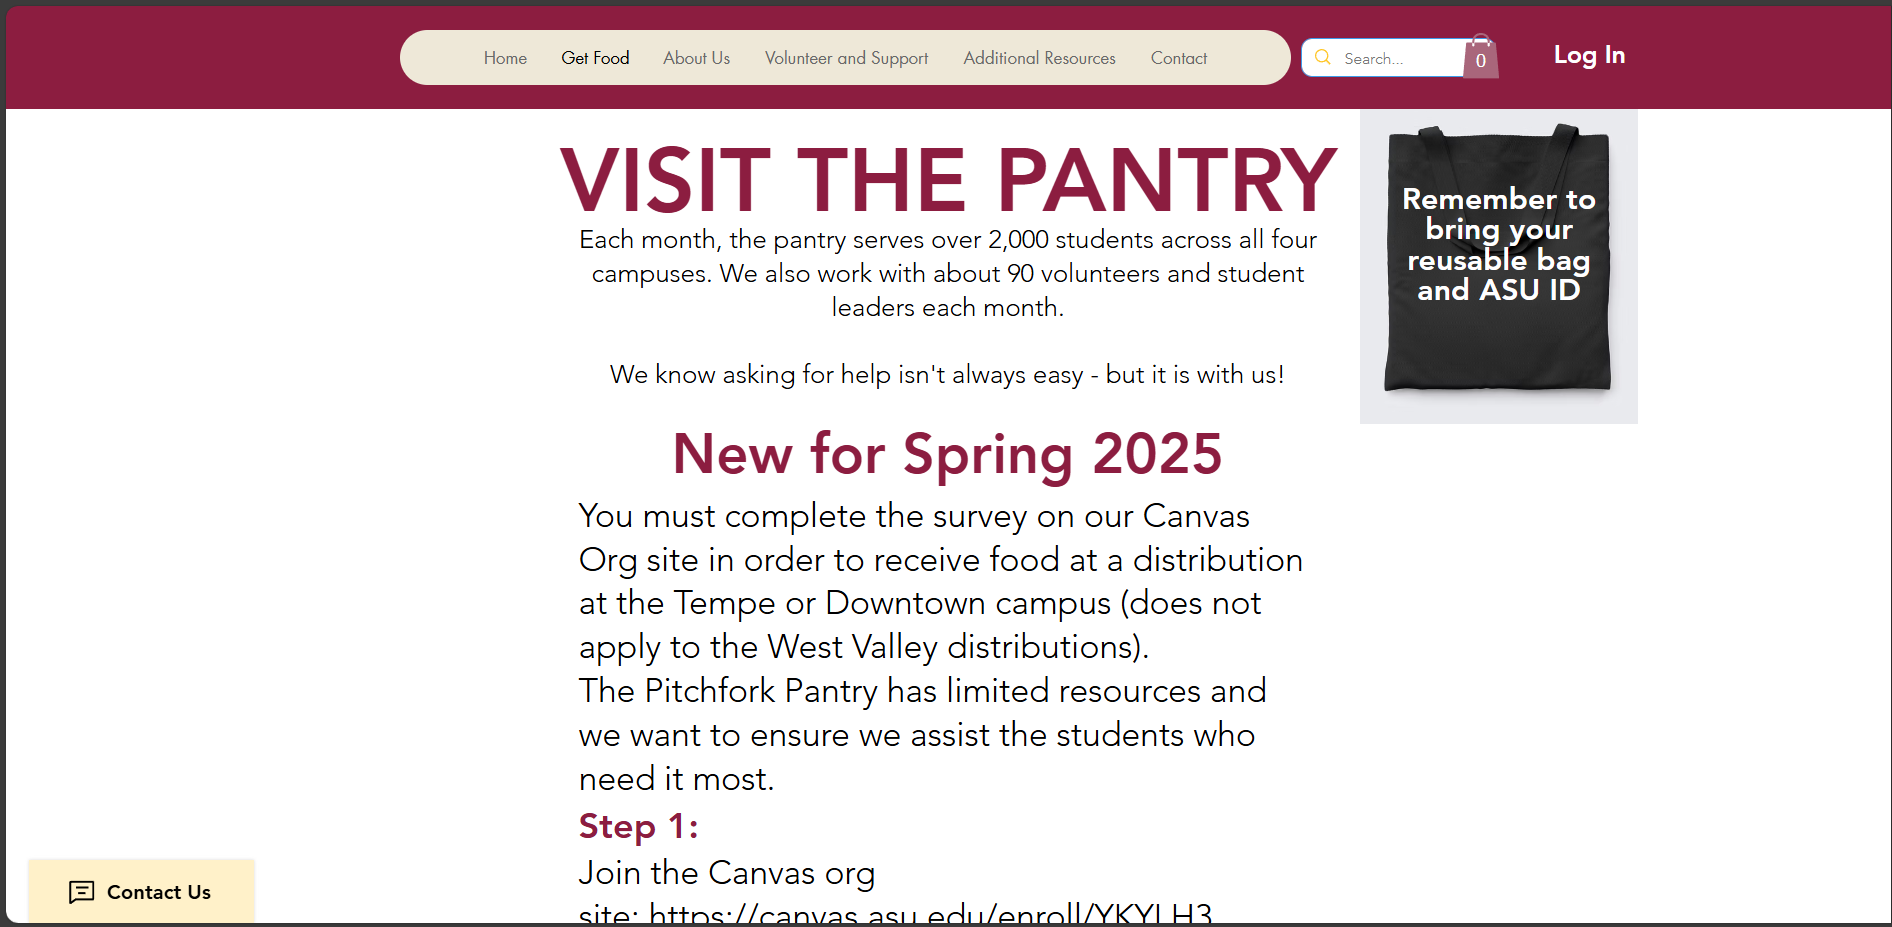 Home Get Food About Us Volunteer and Support Additional Resources Contact Search... 0 Log In
VISIT THE PANTRY
Each month, the pantry serves over 2,000 students across all four
campuses. We also work with about 90 volunteers and student
leaders each month.
We know asking for help isn't always easy - but it is with us!
Remember to
bring your
reusable bag
and ASU ID
New for Spring 2025
You must complete the survey on our Canvas
Org site in order to receive food at a distribution
at the Tempe or Downtown campus (does not
apply to the West Valley distributions).
The Pitchfork Pantry has limited resources and
we want to ensure we assist the students who
need it most.
Step 1:
Join the Canvas org
site: https://canvas.asu.edu/enroll/YKYLH3
Contact Us